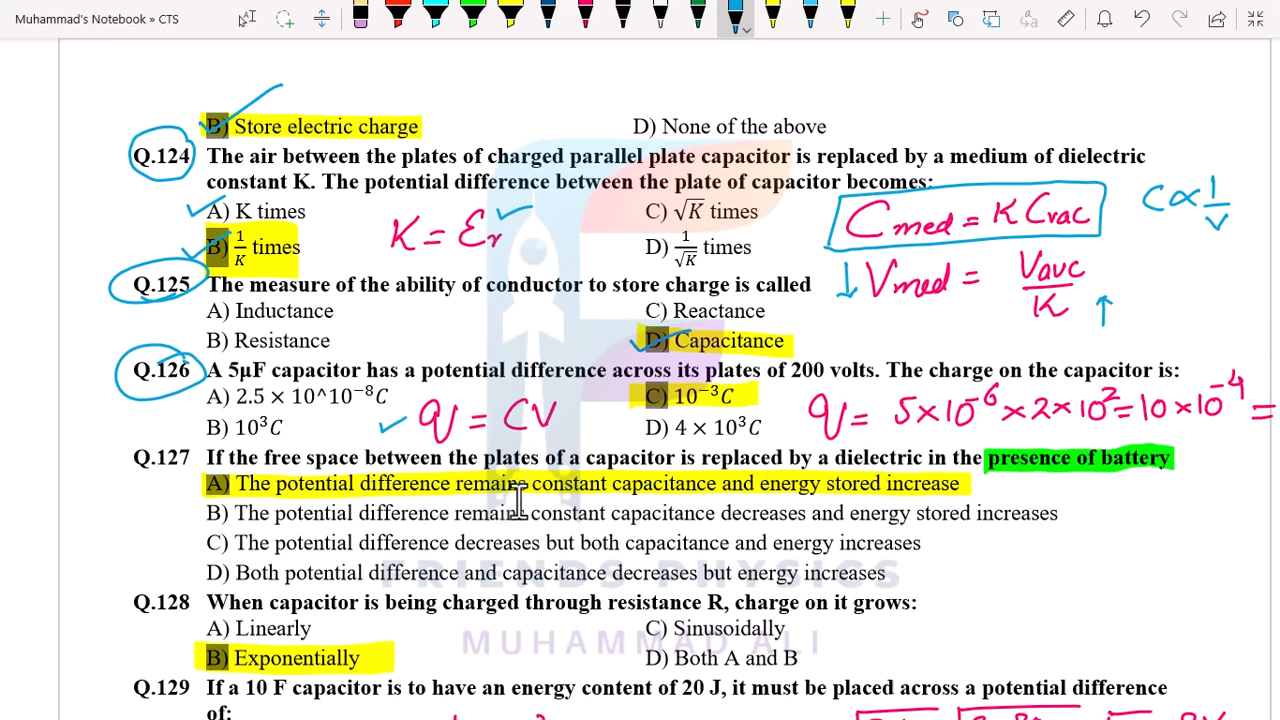 Muhammad's Notebook » CTS
B) Store electric charge D) None of the above
Q.124 The air between the plates of charged parallel plate capacitor is replaced by a medium of dielectric
constant K. The potential difference between the plate of capacitor becomes:
A) K times C) √K times
K = εr
C med = K Cvac
C ∝ 1/v
B) 1/K times D) 1/√K times
↓ Vmed = Vavc/K ↑
Q.125 The measure of the ability of conductor to store charge is called
A) Inductance C) Reactance
B) Resistance D) Capacitance
Q.126 A 5µF capacitor has a potential difference across its plates of 200 volts. The charge on the capacitor is:
A) 2.5 × 10^10⁻⁸C C) 10⁻³C
B) 10³C D) 4 × 10³C
q = CV
q = 5×10⁻⁶×2×10²=10×10⁻⁴=
Q.127 If the free space between the plates of a capacitor is replaced by a dielectric in the presence of battery
A) The potential difference remains constant capacitance and energy stored increase
B) The potential difference remains constant capacitance decreases and energy stored increases
C) The potential difference decreases but both capacitance and energy increases
D) Both potential difference and capacitance decreases but energy increases
FRIENDS PHYSICS
Q.128 When capacitor is being charged through resistance R, charge on it grows:
A) Linearly C) Sinusoidally
MUHAMMAD ALI
B) Exponentially D) Both A and B
Q.129 If a 10 F capacitor is to have an energy content of 20 J, it must be placed across a potential difference
of: